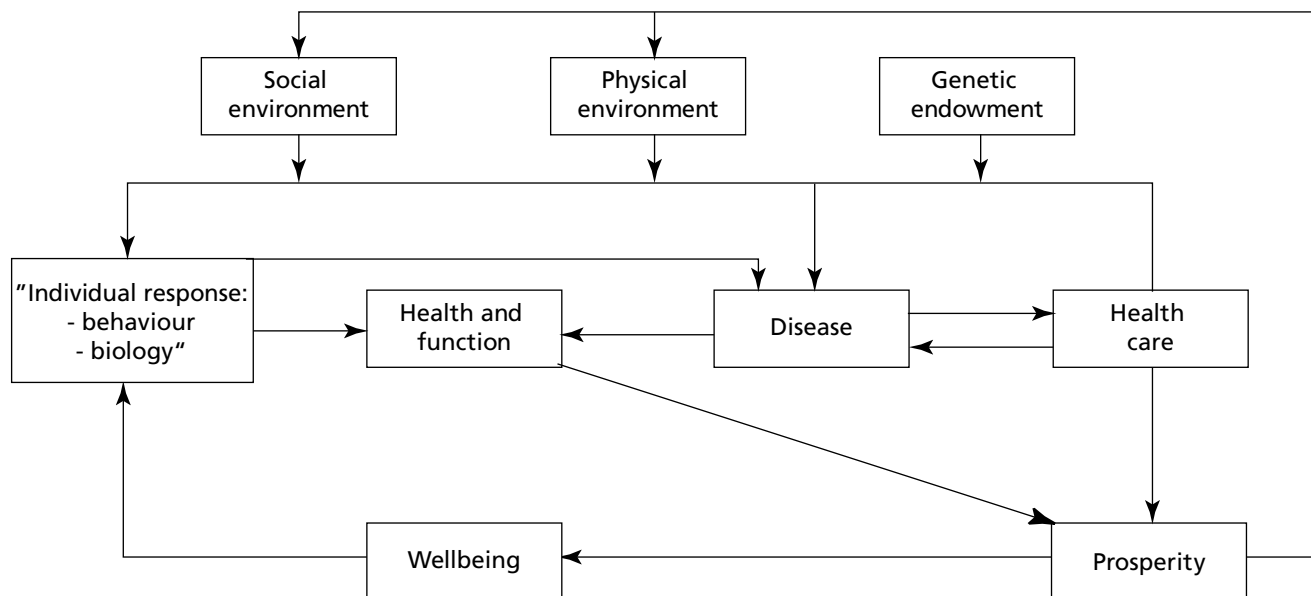 Social
environment
Physical
environment
Genetic
endowment
"Individual response:
- behaviour
- biology“
Health and
function
Disease
Health
care
Wellbeing
Prosperity